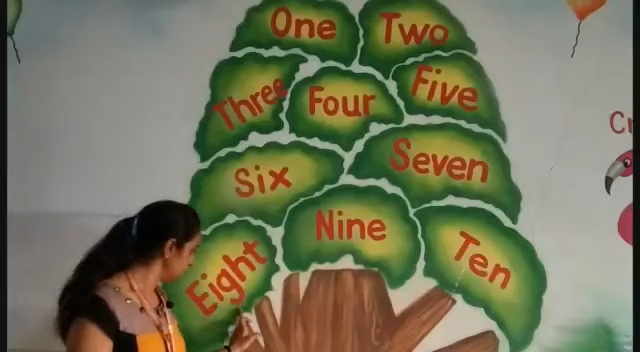 One
Two
Three
Four
Five
Six
Seven
Eight
Nine
Ten